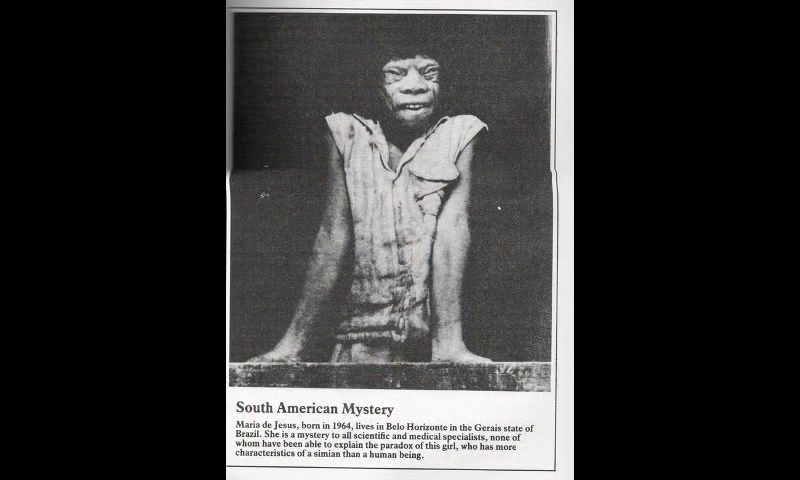 South American Mystery
Maria de Jesus, born in 1964, lives in Belo Horizonte in the Gerais state of
Brazil. She is a mystery to all scientific and medical specialists, none of
whom have been able to explain the paradox of this girl, who has more
characteristics of a simian than a human being.